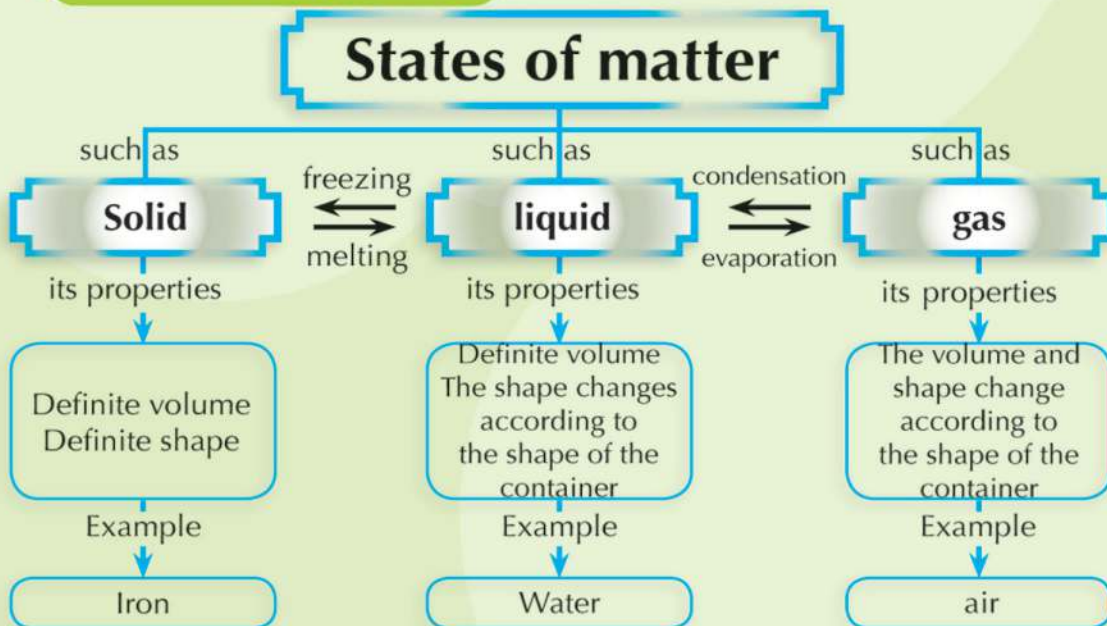 States of matter
such as
such as
such as
Solid
freezing
melting
liquid
condensation
evaporation
gas
its properties
its properties
its properties
Definite volume
Definite shape
Definite volume
The shape changes
according to
the shape of the
container
The volume and
shape change
according to
the shape of the
container
Example
Example
Example
Iron
Water
air